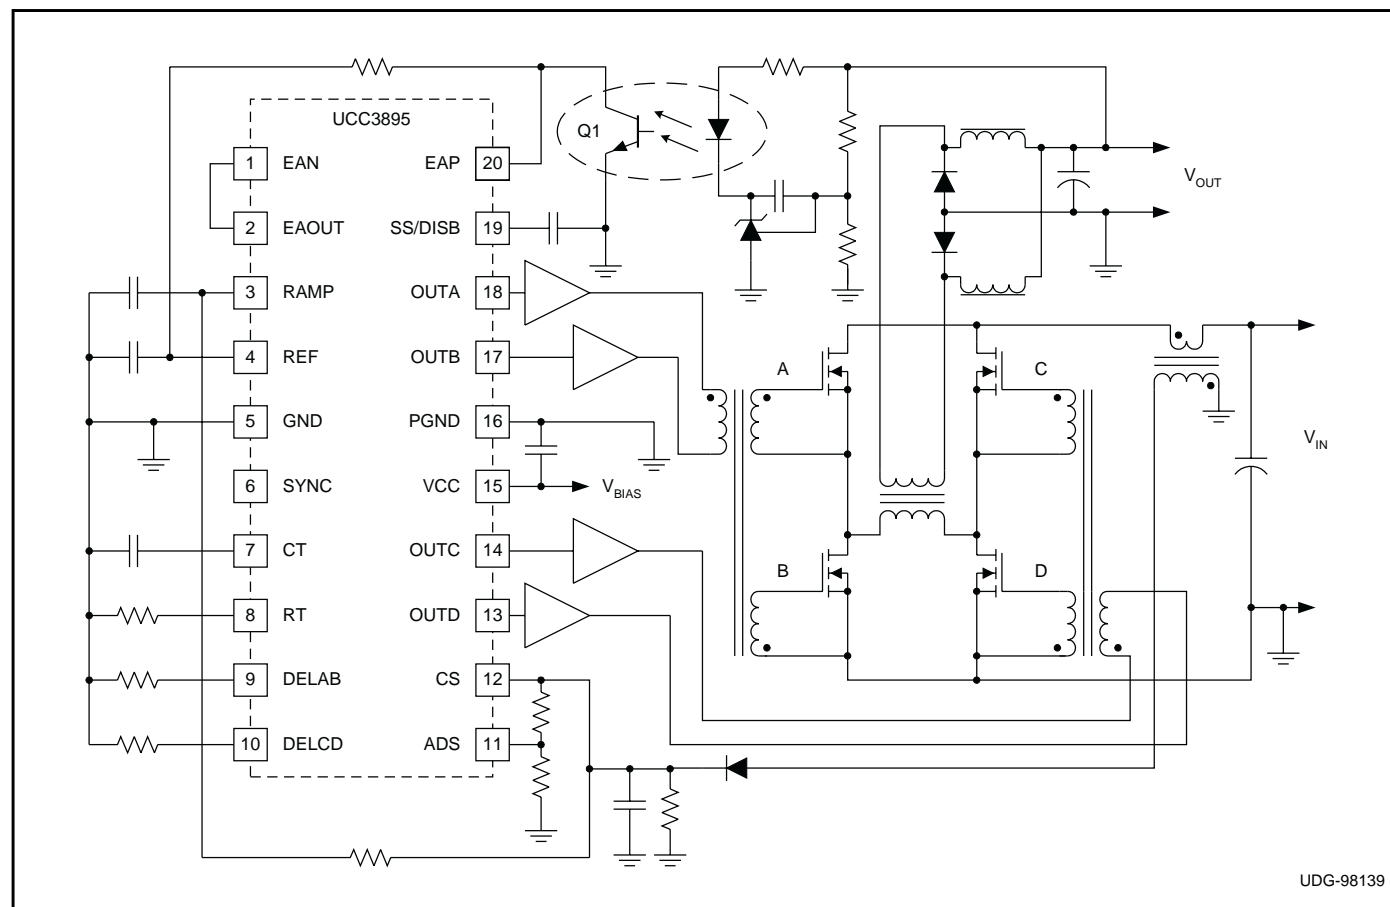 UCC3895
Q1
1 EAN EAP 20
2 EAOUT SS/DISB 19
3 RAMP OUTA 18
4 REF OUTB 17
5 GND PGND 16
6 SYNC VCC 15
7 CT OUTC 14
8 RT OUTD 13
9 DELAB CS 12
10 DELCD ADS 11
VBIAS
A
B
C
D
VOUT
VIN
UDG-98139